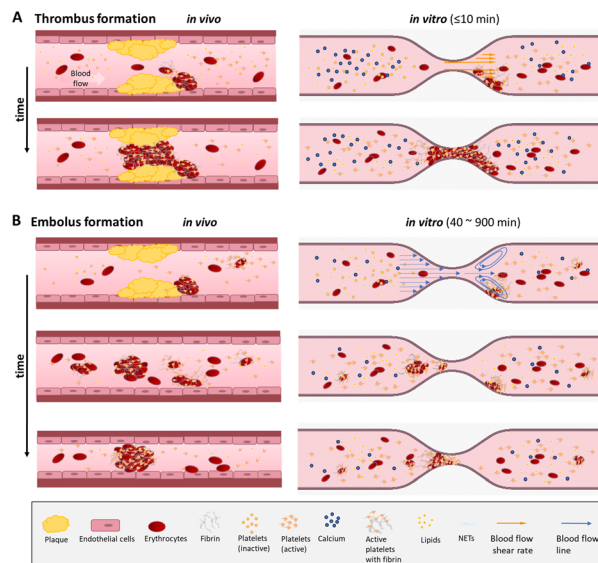 A Thrombus formation in vivo in vitro (≤10 min)
Blood
flow
time
B Embolus formation in vivo in vitro (40 ~ 900 min)
time
Plaque
Endothelial cells
Erythrocytes
Fibrin
Platelets
(inactive)
Platelets
(active)
Calcium
Active
platelets
with fibrin
Lipids
NETs
Blood flow
shear rate
Blood flow
line